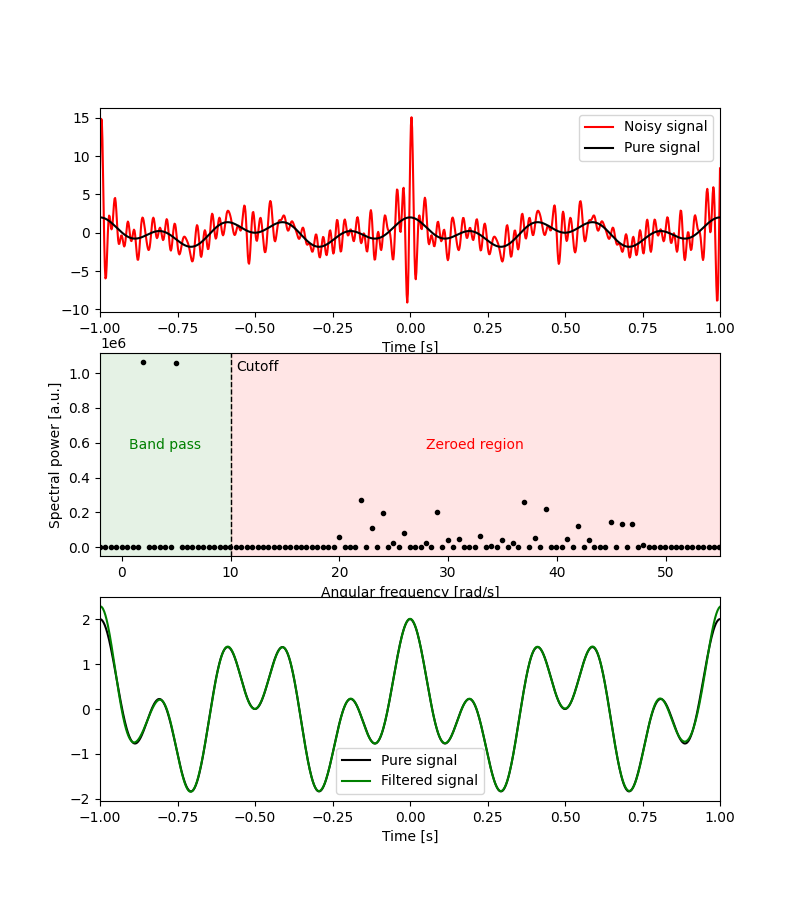 15
10
5
0
−5
−10
Noisy signal
Pure signal
−1.00 −0.75 −0.50 −0.25 0.00 0.25 0.50 0.75 1.00
Time [s]
1e6
1.0
0.8
0.6
0.4
0.2
0.0
Spectral power [a.u.]
Cutoff
Band pass
Zeroed region
0 10 20 30 40 50
Angular frequency [rad/s]
2
1
0
−1
−2
Pure signal
Filtered signal
−1.00 −0.75 −0.50 −0.25 0.00 0.25 0.50 0.75 1.00
Time [s]